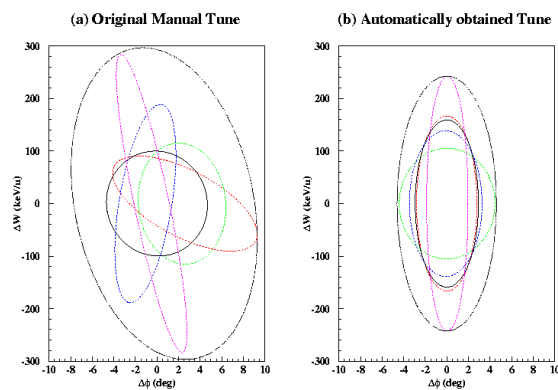 (a) Original Manual Tune
(b) Automatically obtained Tune
ΔW (keV/u)
300
200
100
0
-100
-200
-300
-10 -8 -6 -4 -2 0 2 4 6 8 10
Δϕ (deg)
ΔW (keV/u)
300
200
100
0
-100
-200
-300
-10 -8 -6 -4 -2 0 2 4 6 8 10
Δϕ (deg)